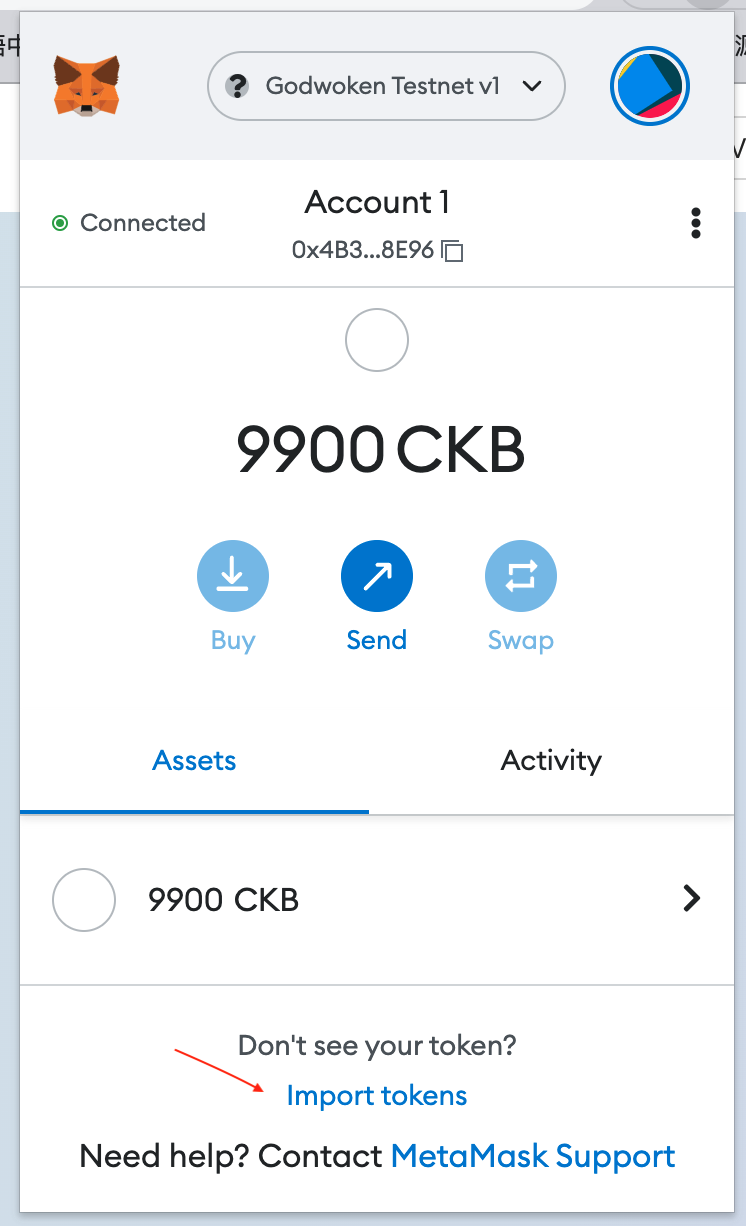 Godwoken Testnet v1
Connected
Account 1
0x4B3...8E96
9900 CKB
Buy
Send
Swap
Assets
Activity
9900 CKB
Don't see your token?
Import tokens
Need help? Contact MetaMask Support